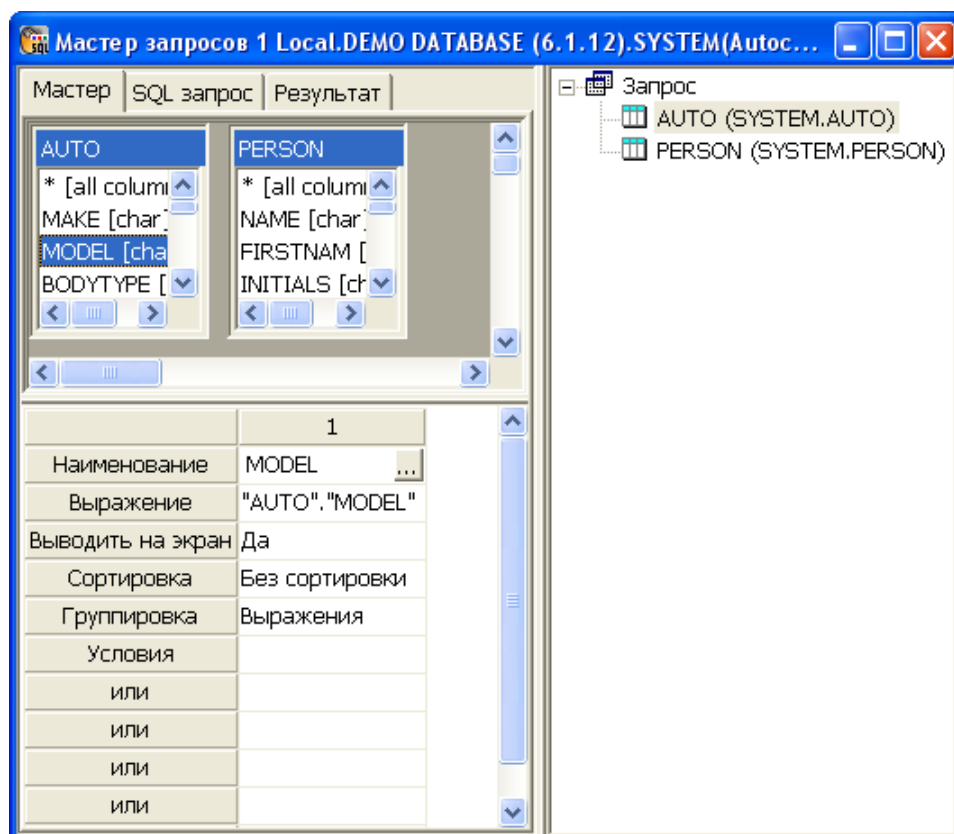 Мастер запросов 1 Local.DEMO DATABASE (6.1.12).SYSTEM(Autoc...
Мастер SQL запрос Результат
AUTO
* [all colum
MAKE [char]
MODEL [cha
BODYTYPE [
PERSON
* [all colum
NAME [char]
FIRSTNAM [
INITIALS [ch
1
Наименование MODEL ...
Выражение "AUTO"."MODEL"
Выводить на экран Да
Сортировка Без сортировки
Группировка Выражения
Условия
или
или
или
или
Запрос
AUTO (SYSTEM.AUTO)
PERSON (SYSTEM.PERSON)